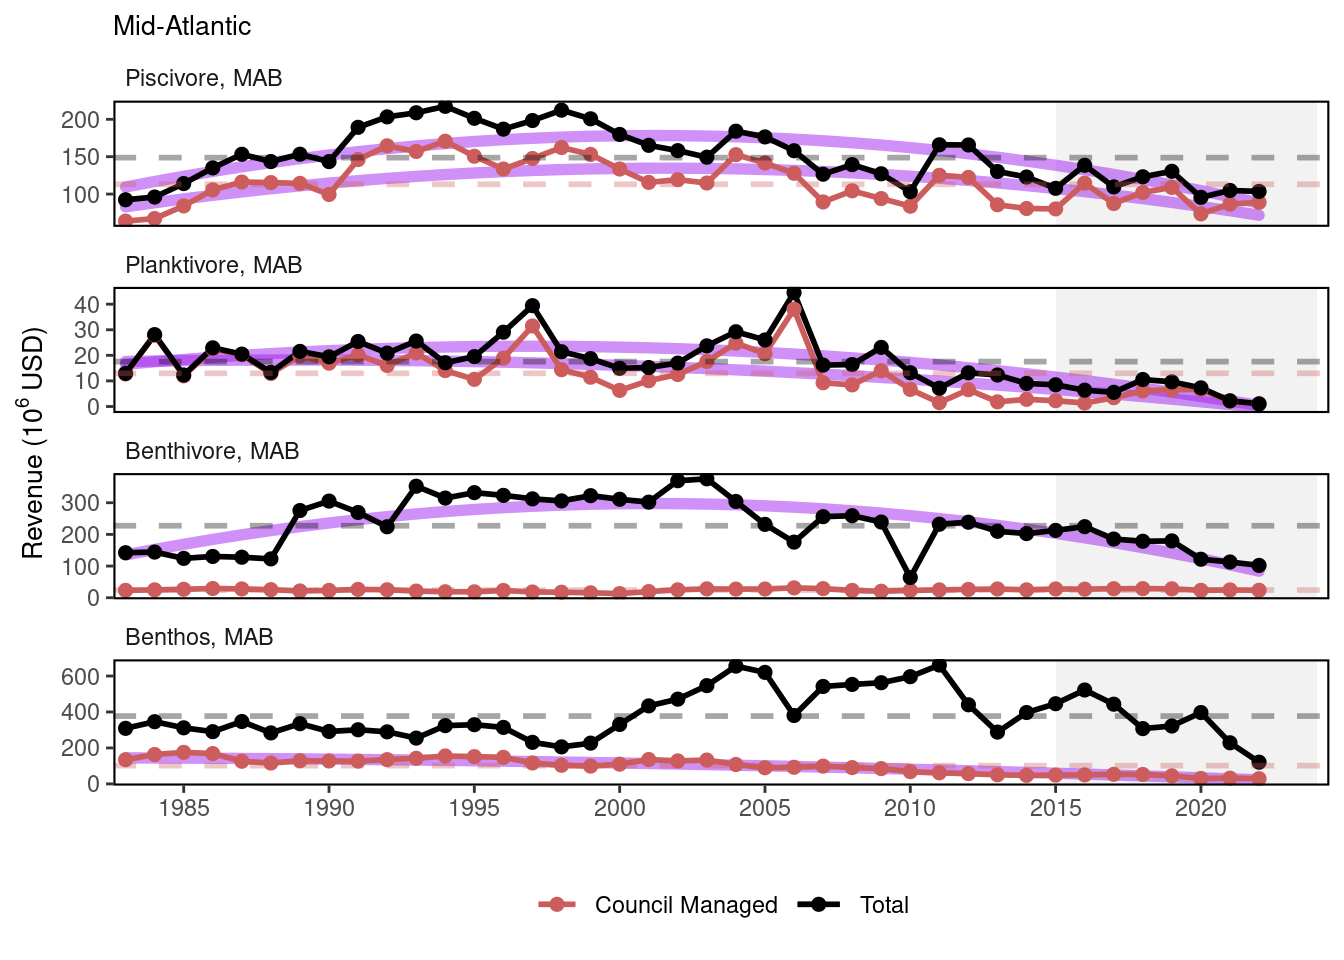 Mid-Atlantic
Piscivore, MAB
200
150
100
Planktivore, MAB
40
30
20
10
0
Benthivore, MAB
300
200
100
0
Benthos, MAB
600
400
200
0
1985 1990 1995 2000 2005 2010 2015 2020
Revenue (10⁶ USD)
Council Managed Total